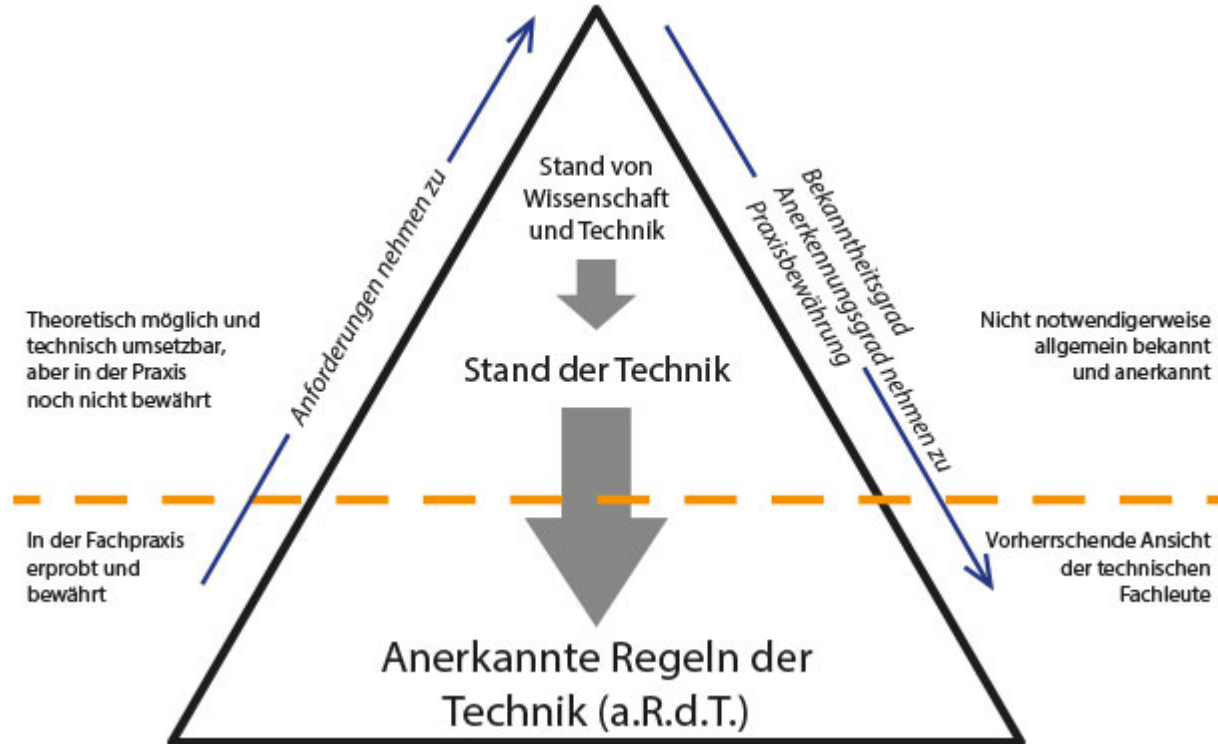 Stand von
Wissenschaft
und Technik
Anforderungen nehmen zu
Bekanntheitsgrad
Anerkennungsgrad nehmen zu
Praxisbewährung
Theoretisch möglich und
technisch umsetzbar,
aber in der Praxis
noch nicht bewährt
Stand der Technik
Nicht notwendigerweise
allgemein bekannt
und anerkannt
In der Fachpraxis
erprobt und
bewährt
Vorherrschende Ansicht
der technischen
Fachleute
Anerkannte Regeln der
Technik (a.R.d.T.)